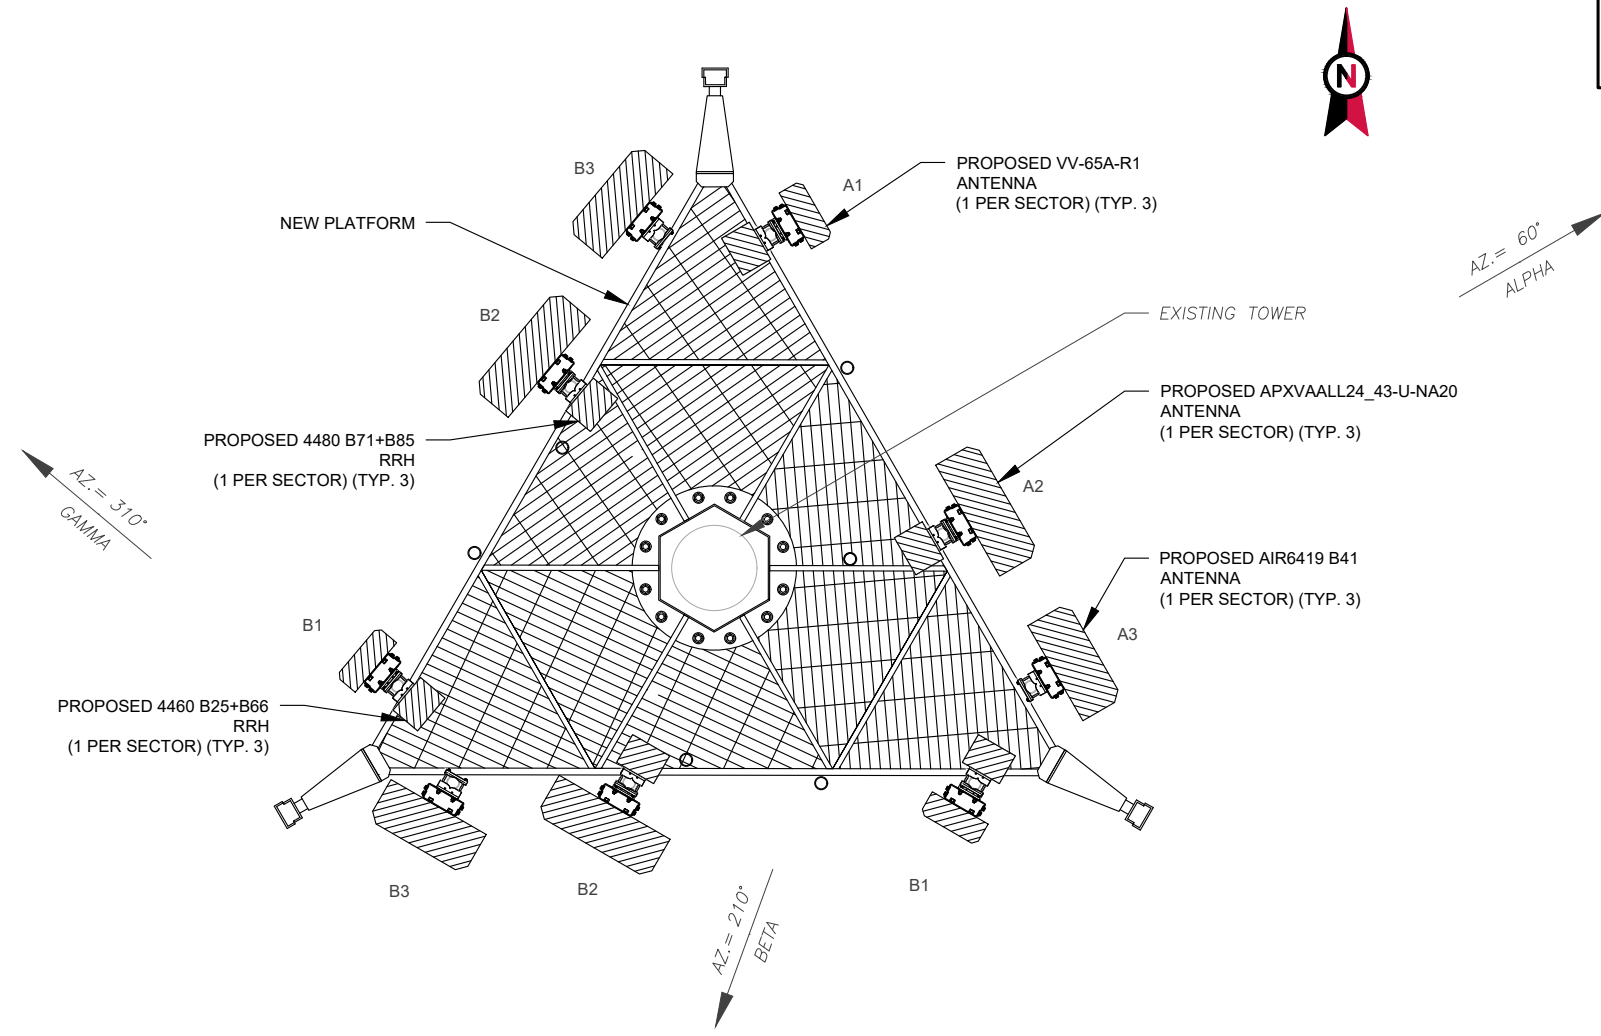 N
B3
A1
PROPOSED VV-65A-R1
ANTENNA
(1 PER SECTOR) (TYP. 3)
NEW PLATFORM
AZ.= 60°
ALPHA
B2
EXISTING TOWER
PROPOSED APXVAALL24_43-U-NA20
ANTENNA
(1 PER SECTOR) (TYP. 3)
PROPOSED 4480 B71+B85
RRH
(1 PER SECTOR) (TYP. 3)
A2
AZ.= 310°
GAMMA
PROPOSED AIR6419 B41
ANTENNA
(1 PER SECTOR) (TYP. 3)
B1
A3
PROPOSED 4460 B25+B66
RRH
(1 PER SECTOR) (TYP. 3)
B3
B2
B1
AZ.= 210°
BETA